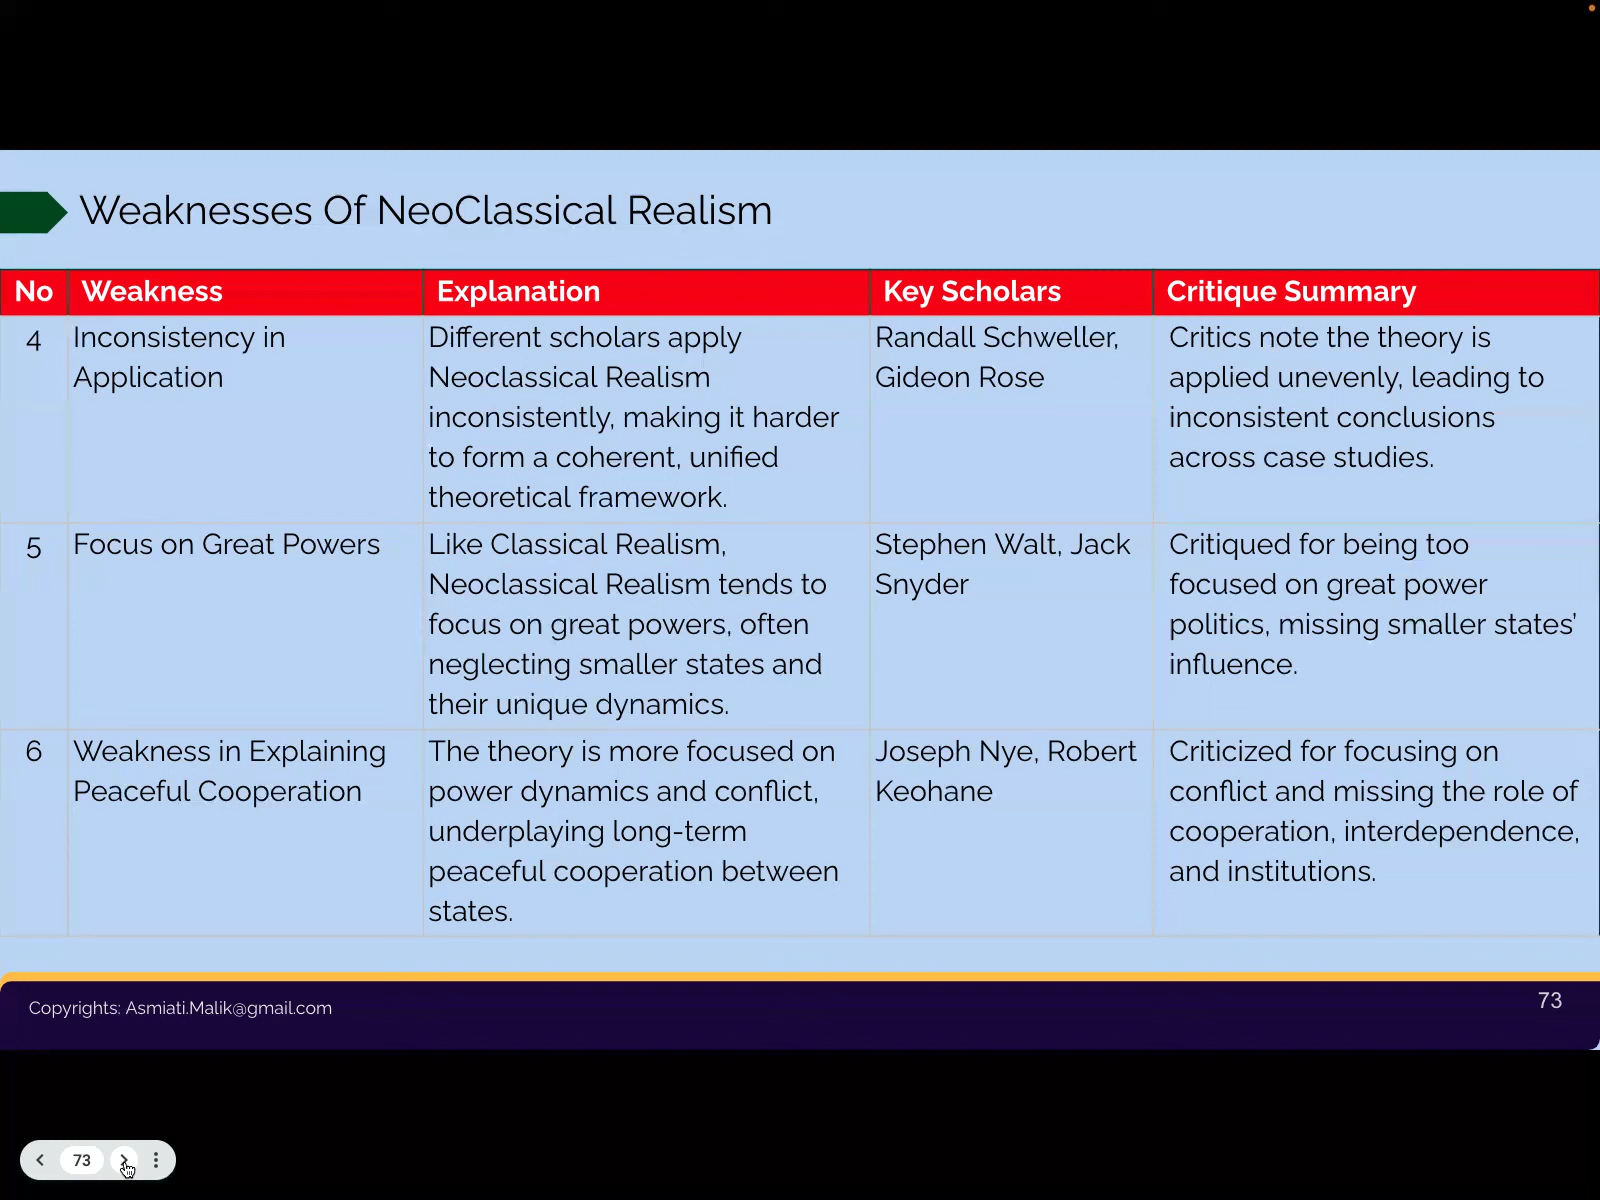 Weaknesses Of NeoClassical Realism
No Weakness Explanation Key Scholars Critique Summary
4
Inconsistency in
Application
Different scholars apply
Neoclassical Realism
inconsistently, making it harder
to form a coherent, unified
theoretical framework.
Randall Schweller,
Gideon Rose
Critics note the theory is
applied unevenly, leading to
inconsistent conclusions
across case studies.
5
Focus on Great Powers
Like Classical Realism,
Neoclassical Realism tends to
focus on great powers, often
neglecting smaller states and
their unique dynamics.
Stephen Walt, Jack
Snyder
Critiqued for being too
focused on great power
politics, missing smaller states’
influence.
6
Weakness in Explaining
Peaceful Cooperation
The theory is more focused on
power dynamics and conflict,
underplaying long-term
peaceful cooperation between
states.
Joseph Nye, Robert
Keohane
Criticized for focusing on
conflict and missing the role of
cooperation, interdependence,
and institutions.
Copyrights: Asmiati.Malik@gmail.com
73
73